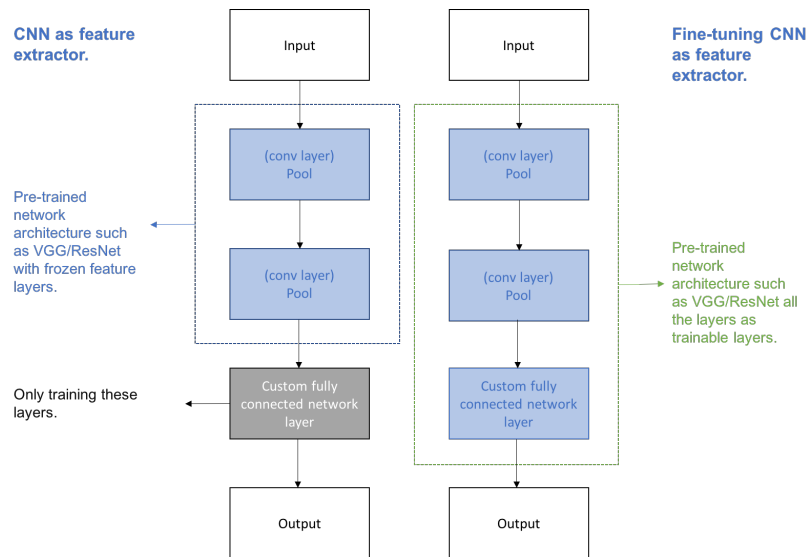 CNN as feature
extractor.
Input
(conv layer)
Pool
(conv layer)
Pool
Pre-trained
network
architecture such
as VGG/ResNet
with frozen feature
layers.
Custom fully
connected network
layer
Only training these
layers.
Output
Fine-tuning CNN
as feature
extractor.
Input
(conv layer)
Pool
(conv layer)
Pool
Custom fully
connected network
layer
Pre-trained
network
architecture such
as VGG/ResNet all
the layers as
trainable layers.
Output